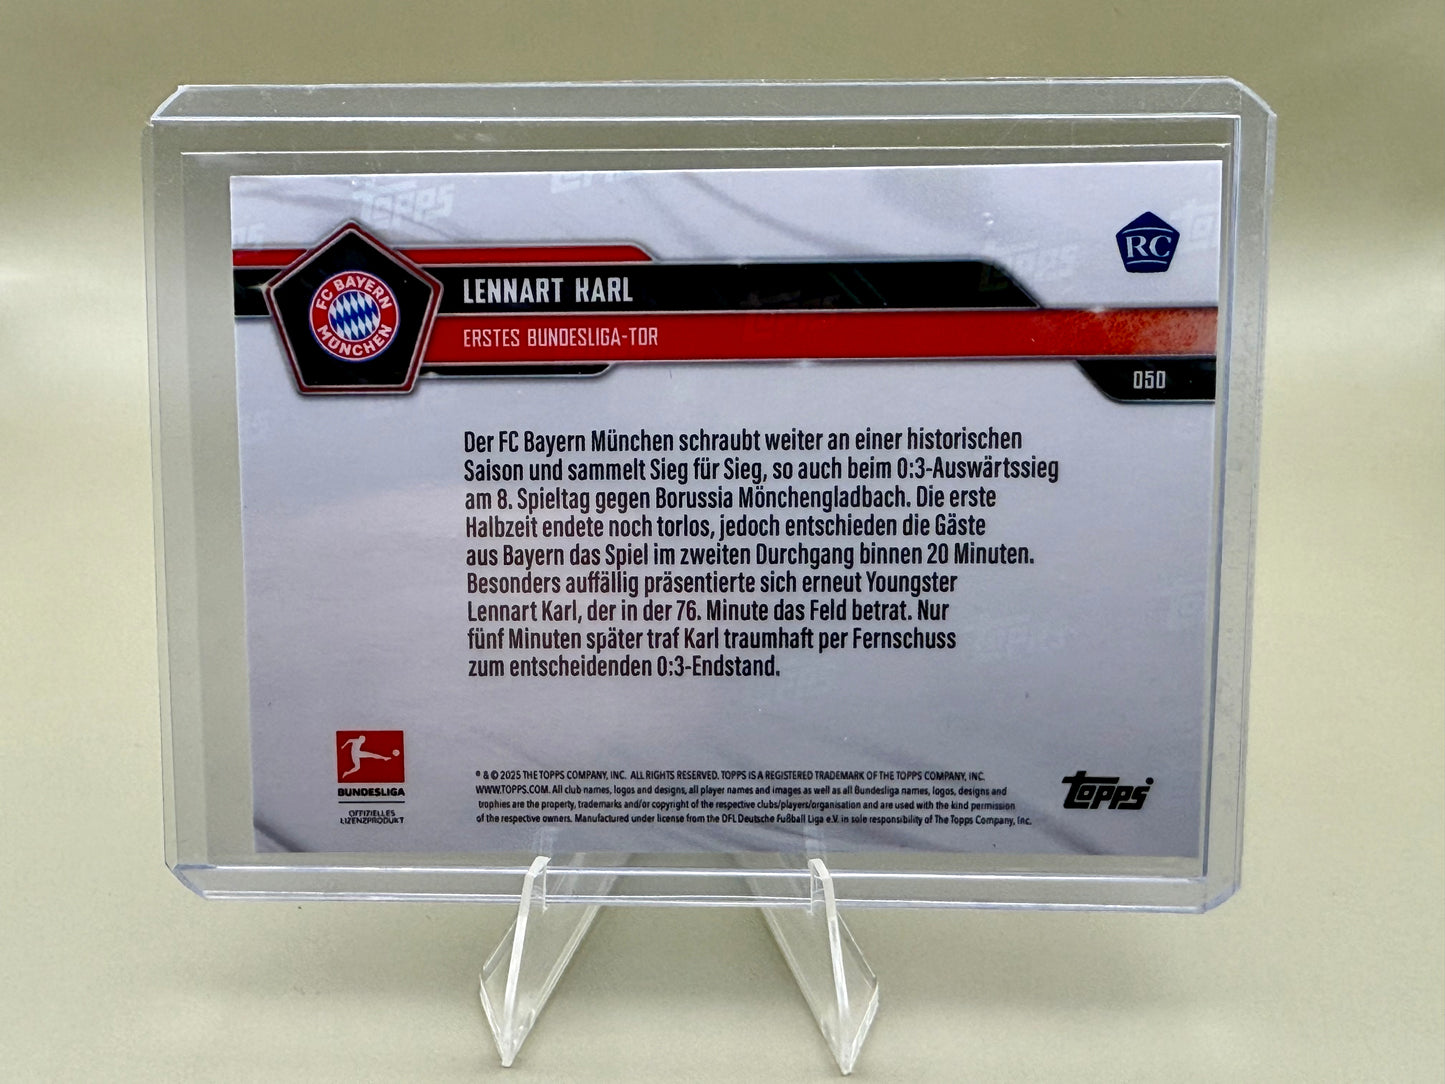 Topps
FC BAYERN
MÜNCHEN
RC
LENNART KARL
ERSTES BUNDESLIGA-TOR
050
Der FC Bayern München schraubt weiter an einer historischen
Saison und sammelt Sieg für Sieg, so auch beim 0:3-Auswärtssieg
am 8. Spieltag gegen Borussia Mönchengladbach. Die erste
Halbzeit endete noch torlos, jedoch entschieden die Gäste
aus Bayern das Spiel im zweiten Durchgang binnen 20 Minuten.
Besonders auffällig präsentierte sich erneut Youngster
Lennart Karl, der in der 76. Minute das Feld betrat. Nur
fünf Minuten später traf Karl traumhaft per Fernschuss
zum entscheidenden 0:3-Endstand.
BUNDESLIGA
OFFIZIELLES
LIZENZPRODUKT
® & © 2025 THE TOPPS COMPANY, INC. ALL RIGHTS RESERVED. TOPPS IS A REGISTERED TRADEMARK OF THE TOPPS COMPANY, INC.
WWW.TOPPS.COM. All club names, logos and designs, all player names and images as well as all Bundesliga names, logos, designs and
trophies are the property, trademarks and/or copyright of the respective clubs/players/organisation and are used with the kind permission
of the respective owners. Manufactured under license from the DFL Deutsche Fußball Liga e.V. in sole responsibility of The Topps Company, Inc.
Topps